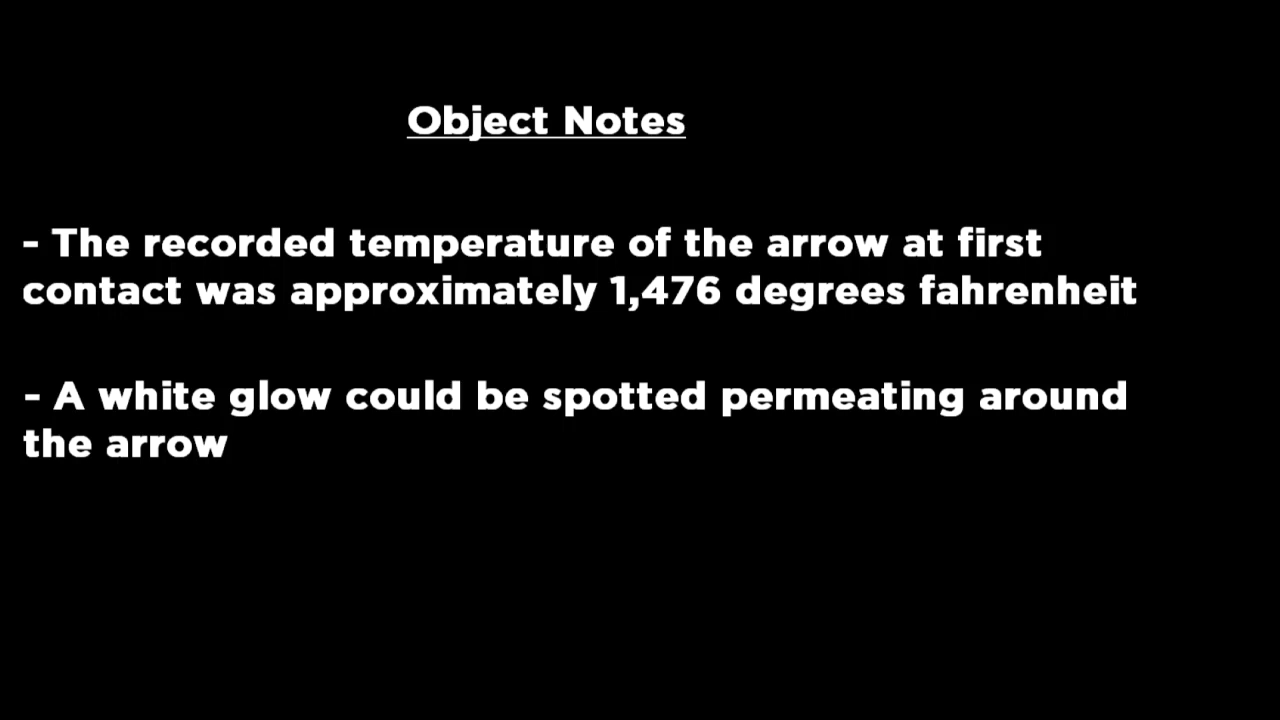 Object Notes
- The recorded temperature of the arrow at first
contact was approximately 1,476 degrees fahrenheit
- A white glow could be spotted permeating around
the arrow